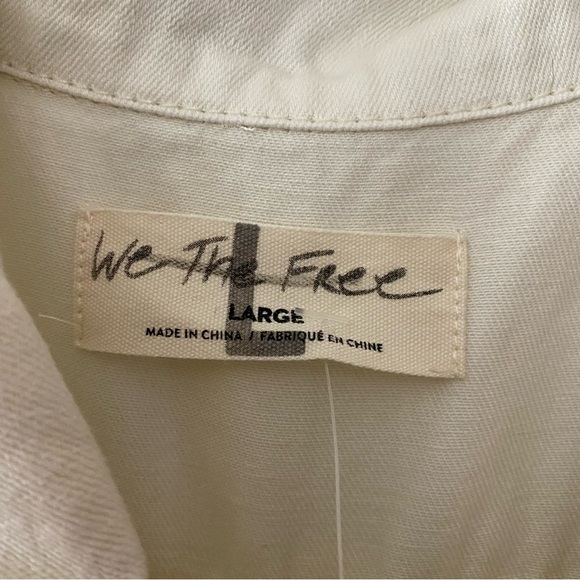 We The Free
L
LARGE
MADE IN CHINA / FABRIQUÉ EN CHINE